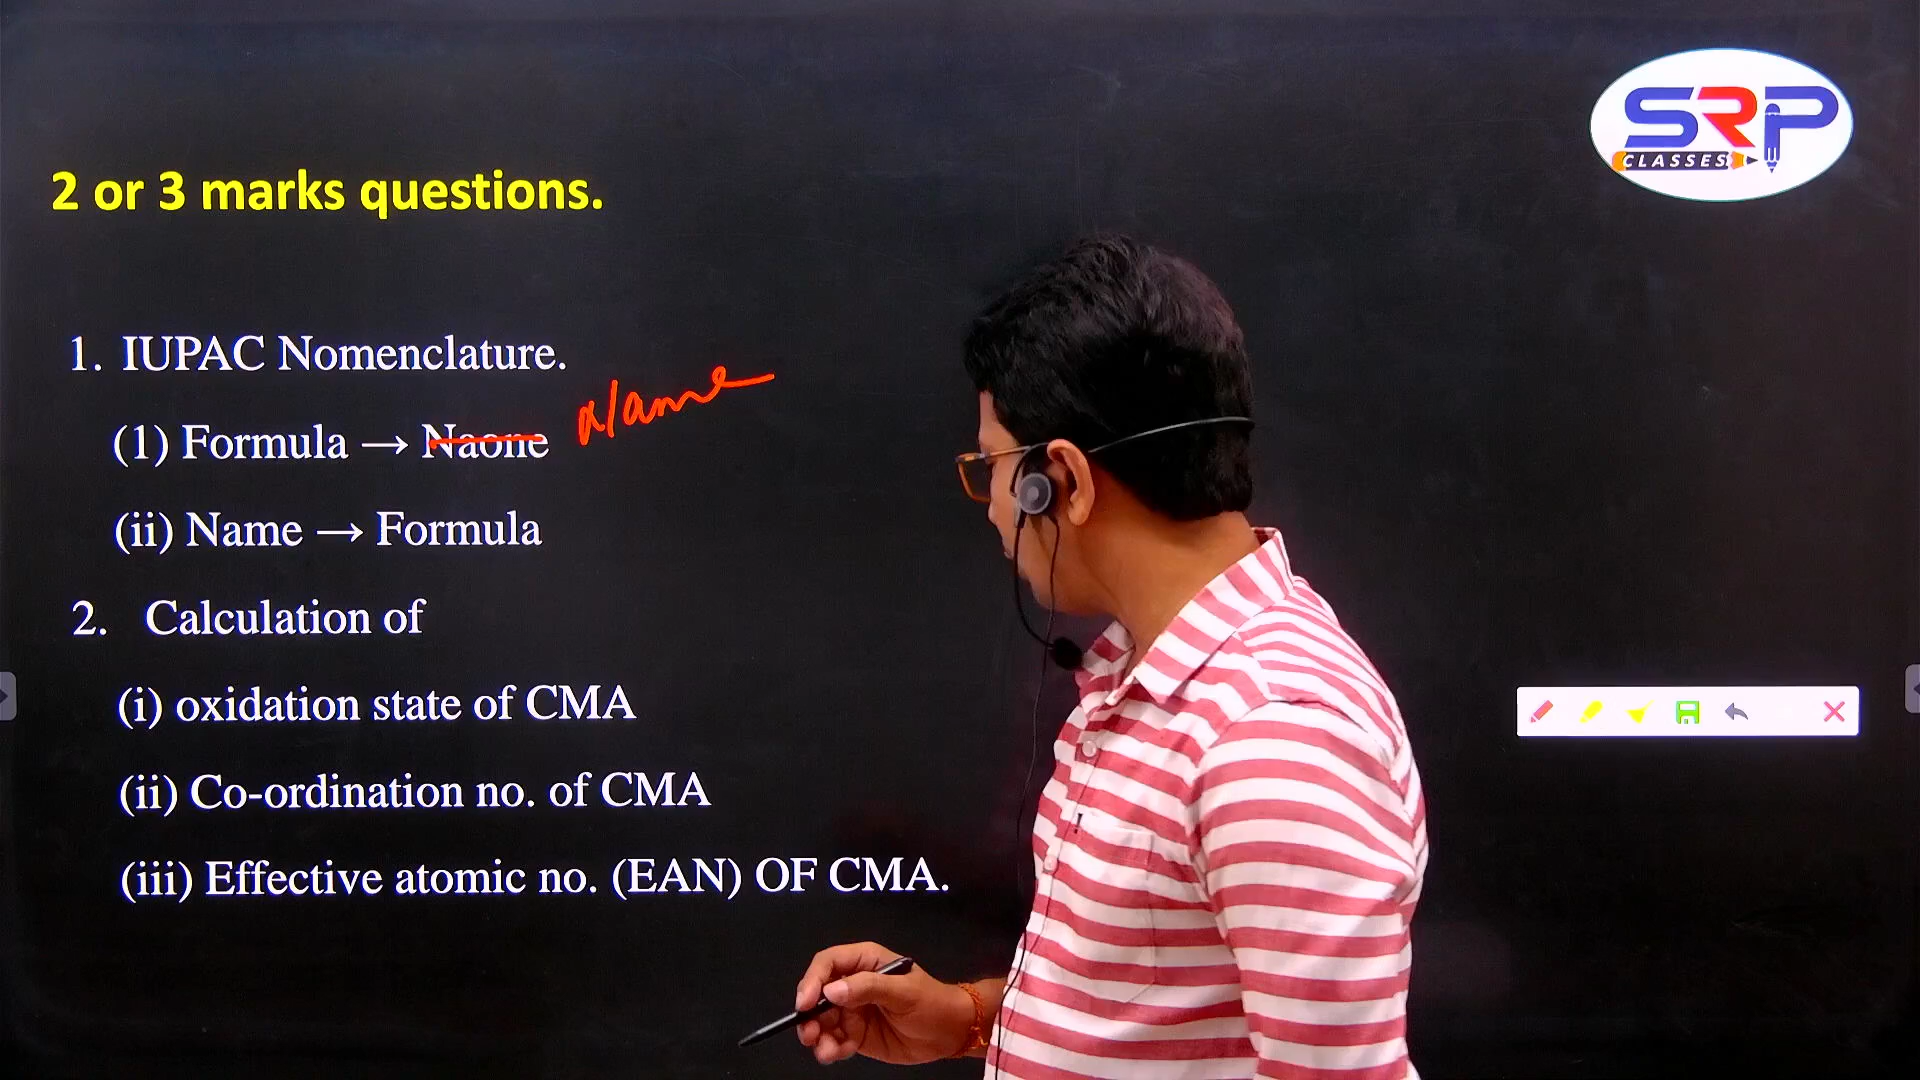 SRP
CLASSES
2 or 3 marks questions.
1. IUPAC Nomenclature.
(1) Formula → Naone Name
(ii) Name → Formula
2. Calculation of
(i) oxidation state of CMA
(ii) Co-ordination no. of CMA
(iii) Effective atomic no. (EAN) OF CMA.